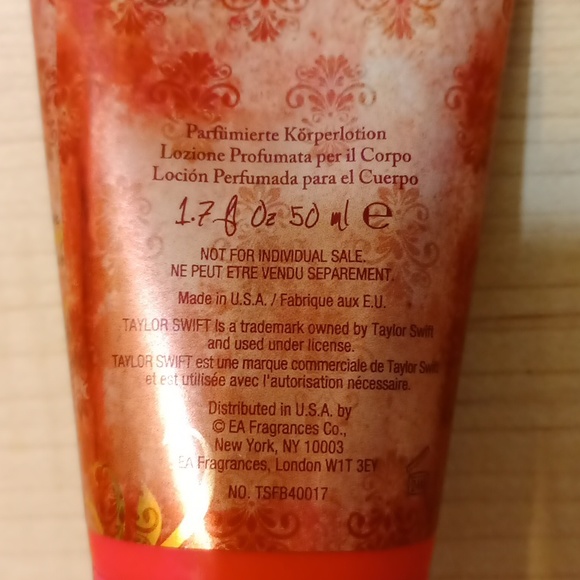 Parfümierte Körperlotion
Lozione Profumata per il Corpo
Loción Perfumada para el Cuerpo
1.7 fl Oz 50 ml ℮
NOT FOR INDIVIDUAL SALE.
NE PEUT ETRE VENDU SEPAREMENT.
Made in U.S.A. / Fabrique aux E.U.
TAYLOR SWIFT Is a trademark owned by Taylor Swift
and used under license.
TAYLOR SWIFT est une marque commerciale de Taylor Swift
et est utilisée avec l'autorisation nécessaire.
Distributed in U.S.A. by
© EA Fragrances Co.,
New York, NY 10003
EA Fragrances, London W1T 3EY
NO. TSFB40017